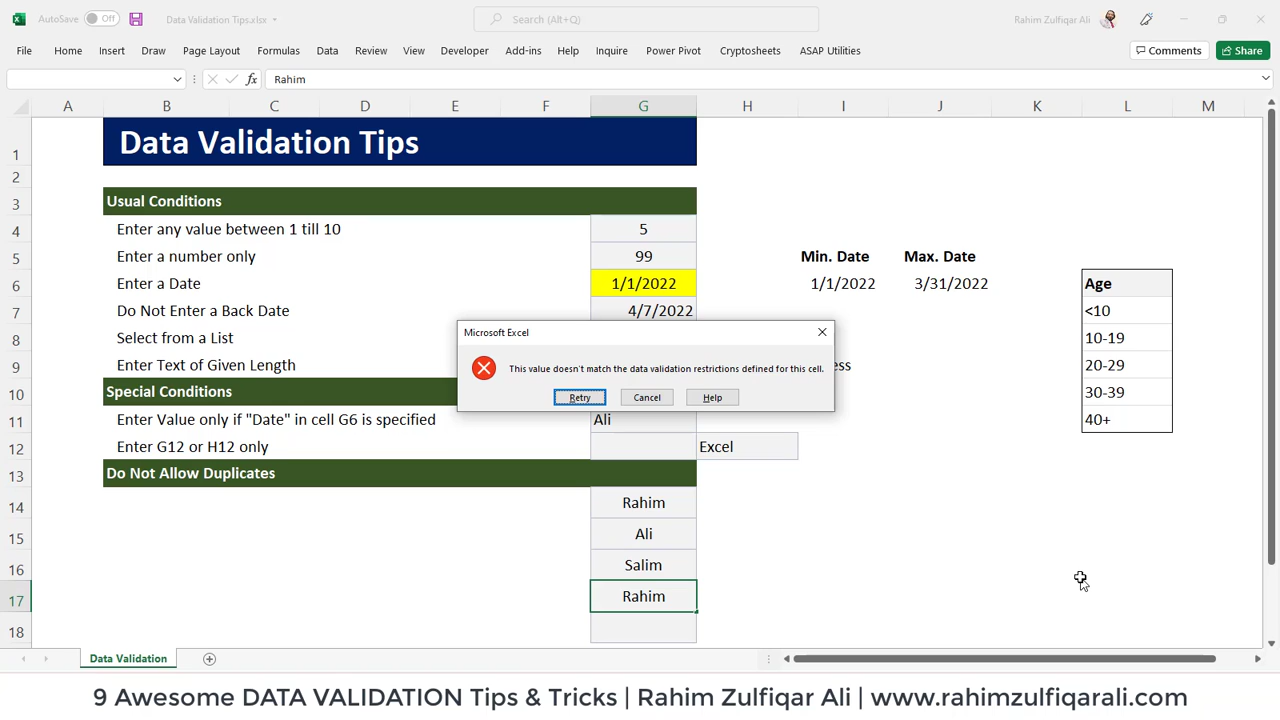 AutoSave Off Data Validation Tips.xlsx Search (Alt+Q) Rahim Zulfiqar Ali
File Home Insert Draw Page Layout Formulas Data Review View Developer Add-ins Help Inquire Power Pivot Cryptosheets ASAP Utilities Comments Share
fx Rahim
A B C D E F G H I J K L M
1 Data Validation Tips
2
3 Usual Conditions
4 Enter any value between 1 till 10 5
5 Enter a number only 99 Min. Date Max. Date
6 Enter a Date 1/1/2022 1/1/2022 3/31/2022 Age
7 Do Not Enter a Back Date 4/7/2022 <10
Microsoft Excel
8 Select from a List 10-19
9 Enter Text of Given Length 20-29
This value doesn't match the data validation restrictions defined for this cell.
10 Special Conditions 30-39
Retry Cancel Help
11 Enter Value only if "Date" in cell G6 is specified Ali 40+
12 Enter G12 or H12 only Excel
13 Do Not Allow Duplicates
14 Rahim
15 Ali
16 Salim
17 Rahim
18
Data Validation
9 Awesome DATA VALIDATION Tips & Tricks | Rahim Zulfiqar Ali | www.rahimzulfiqarali.com